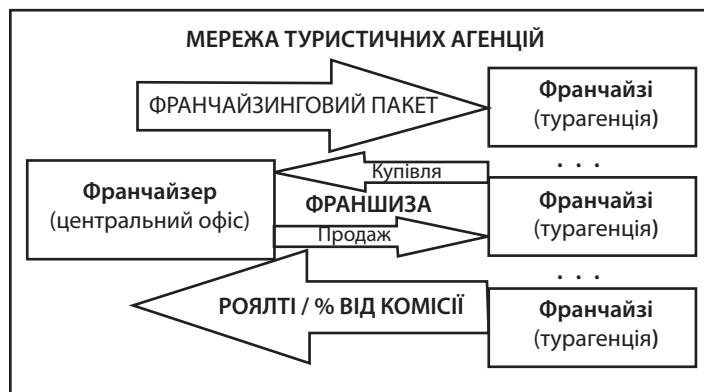 МЕРЕЖА ТУРИСТИЧНИХ АГЕНЦІЙ
ФРАНЧАЙЗИНГОВИЙ ПАКЕТ
Франчайзі
(турагенція)
. . .
Купівля
Франчайзер
(центральний офіс)
ФРАНШИЗА
Продаж
Франчайзі
(турагенція)
. . .
РОЯЛТІ / % ВІД КОМІСІЇ
Франчайзі
(турагенція)